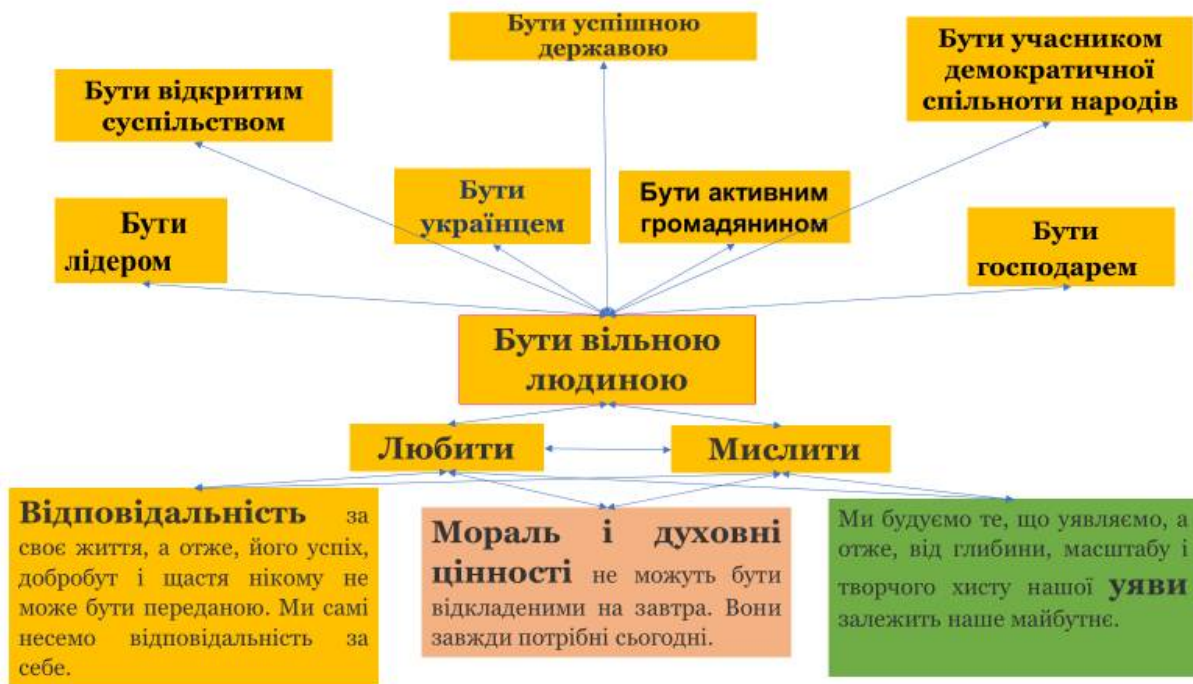 Бути успішною
державою
Бути учасником
демократичної
спільноти народів
Бути відкритим
суспільством
Бути
українцем
Бути активним
громадянином
Бути
лідером
Бути
господарем
Бути вільною
людиною
Любити
Мислити
Відповідальність за
своє життя, а отже, його успіх,
добробут і щастя нікому не
може бути переданою. Ми самі
несемо відповідальність за
себе.
Мораль і духовні
цінності не можуть бути
відкладеними на завтра. Вони
завжди потрібні сьогодні.
Ми будуємо те, що уявляємо, а
отже, від глибини, масштабу і
творчого хисту нашої уяви
залежить наше майбутнє.